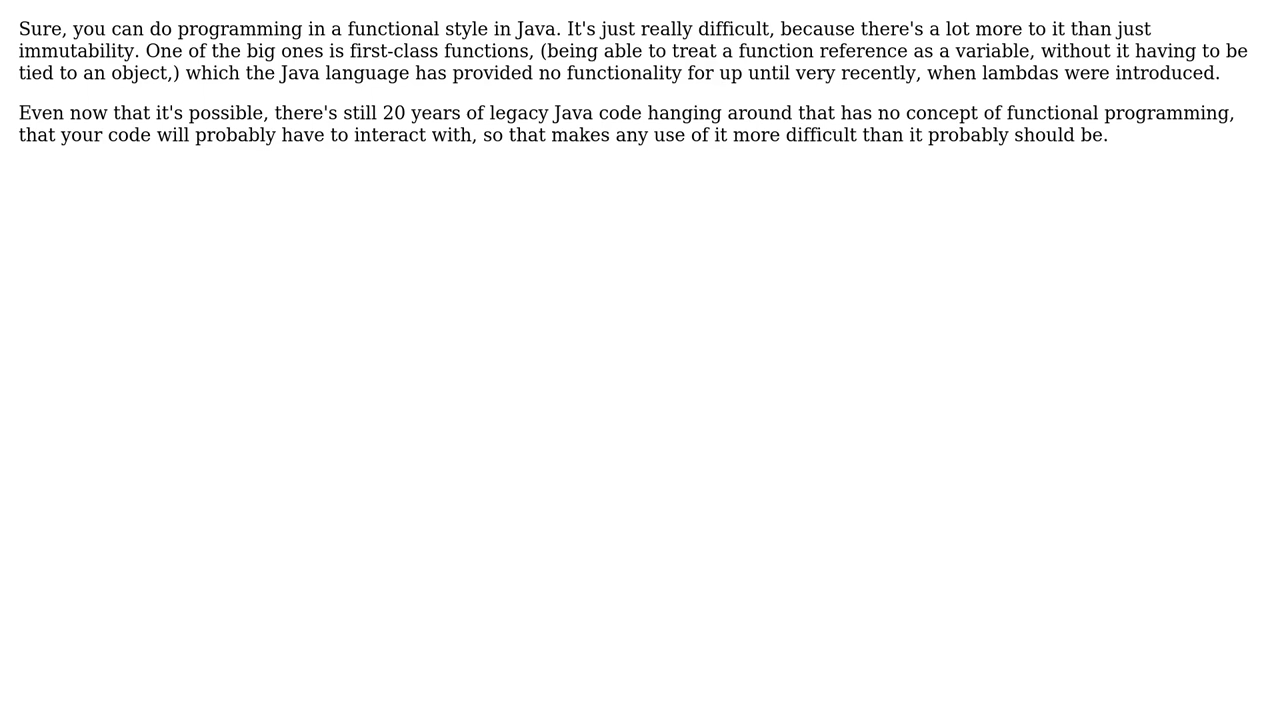 Sure, you can do programming in a functional style in Java. It's just really difficult, because there's a lot more to it than just
immutability. One of the big ones is first-class functions, (being able to treat a function reference as a variable, without it having to be
tied to an object,) which the Java language has provided no functionality for up until very recently, when lambdas were introduced.
Even now that it's possible, there's still 20 years of legacy Java code hanging around that has no concept of functional programming,
that your code will probably have to interact with, so that makes any use of it more difficult than it probably should be.